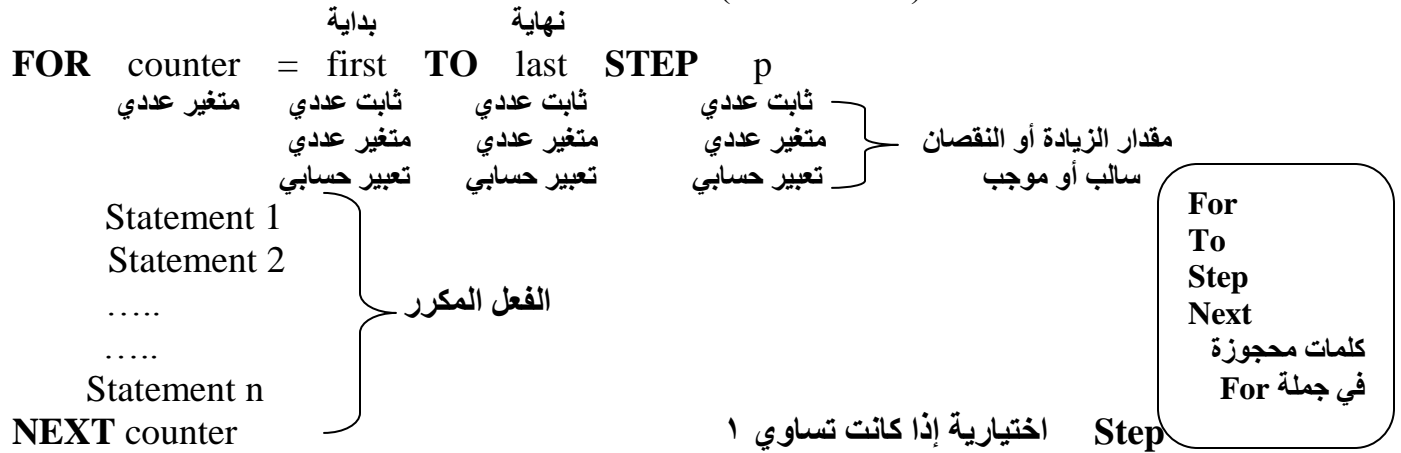 بداية نهاية
FOR counter = first TO last STEP p
متغير عددي ثابت عددي ثابت عددي ثابت عددي
متغير عددي متغير عددي متغير عددي مقدار الزيادة أو النقصان
تعبير حسابي تعبير حسابي تعبير حسابي سالب أو موجب
Statement 1
Statement 2
…..
…..
Statement n
NEXT counter
الفعل المكرر
For
To
Step
Next
كلمات محجوزة
في جملة For
Step اختيارية إذا كانت تساوي ١